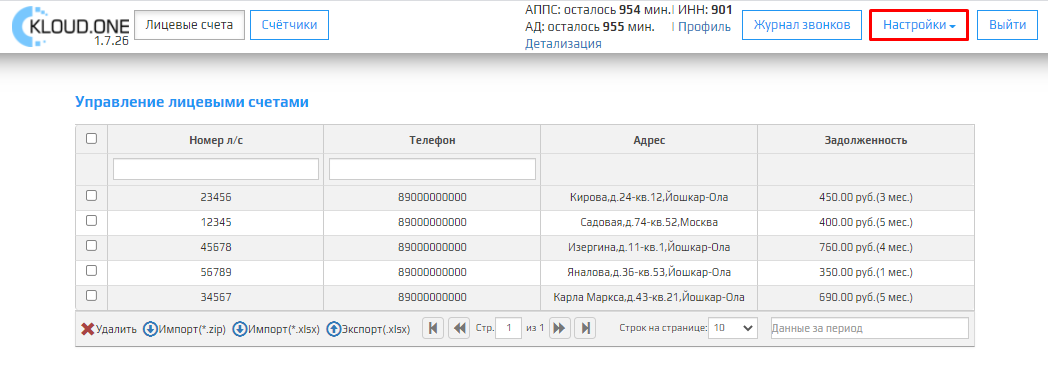 KLOUD.ONE
1.7.26
Лицевые счета
Счётчики
АППС: осталось 954 мин. | ИНН: 901
АД: осталось 955 мин. | Профиль
Детализация
Журнал звонков
Настройки
Выйти
Управление лицевыми счетами
Номер л/с Телефон Адрес Задолженность
23456 89000000000 Кирова,д.24-кв.12,Йошкар-Ола 450.00 руб.(3 мес.)
12345 89000000000 Садовая,д.74-кв.52,Москва 400.00 руб.(5 мес.)
45678 89000000000 Изергина,д.11-кв.1,Йошкар-Ола 760.00 руб.(4 мес.)
56789 89000000000 Яналова,д.36-кв.53,Йошкар-Ола 350.00 руб.(1 мес.)
34567 89000000000 Карла Маркса,д.43-кв.21,Йошкар-Ола 690.00 руб.(5 мес.)
Удалить Импорт(*.zip) Импорт(*.xlsx) Экспорт(.xlsx) Стр. 1 из 1 Строк на странице: 10 Данные за период